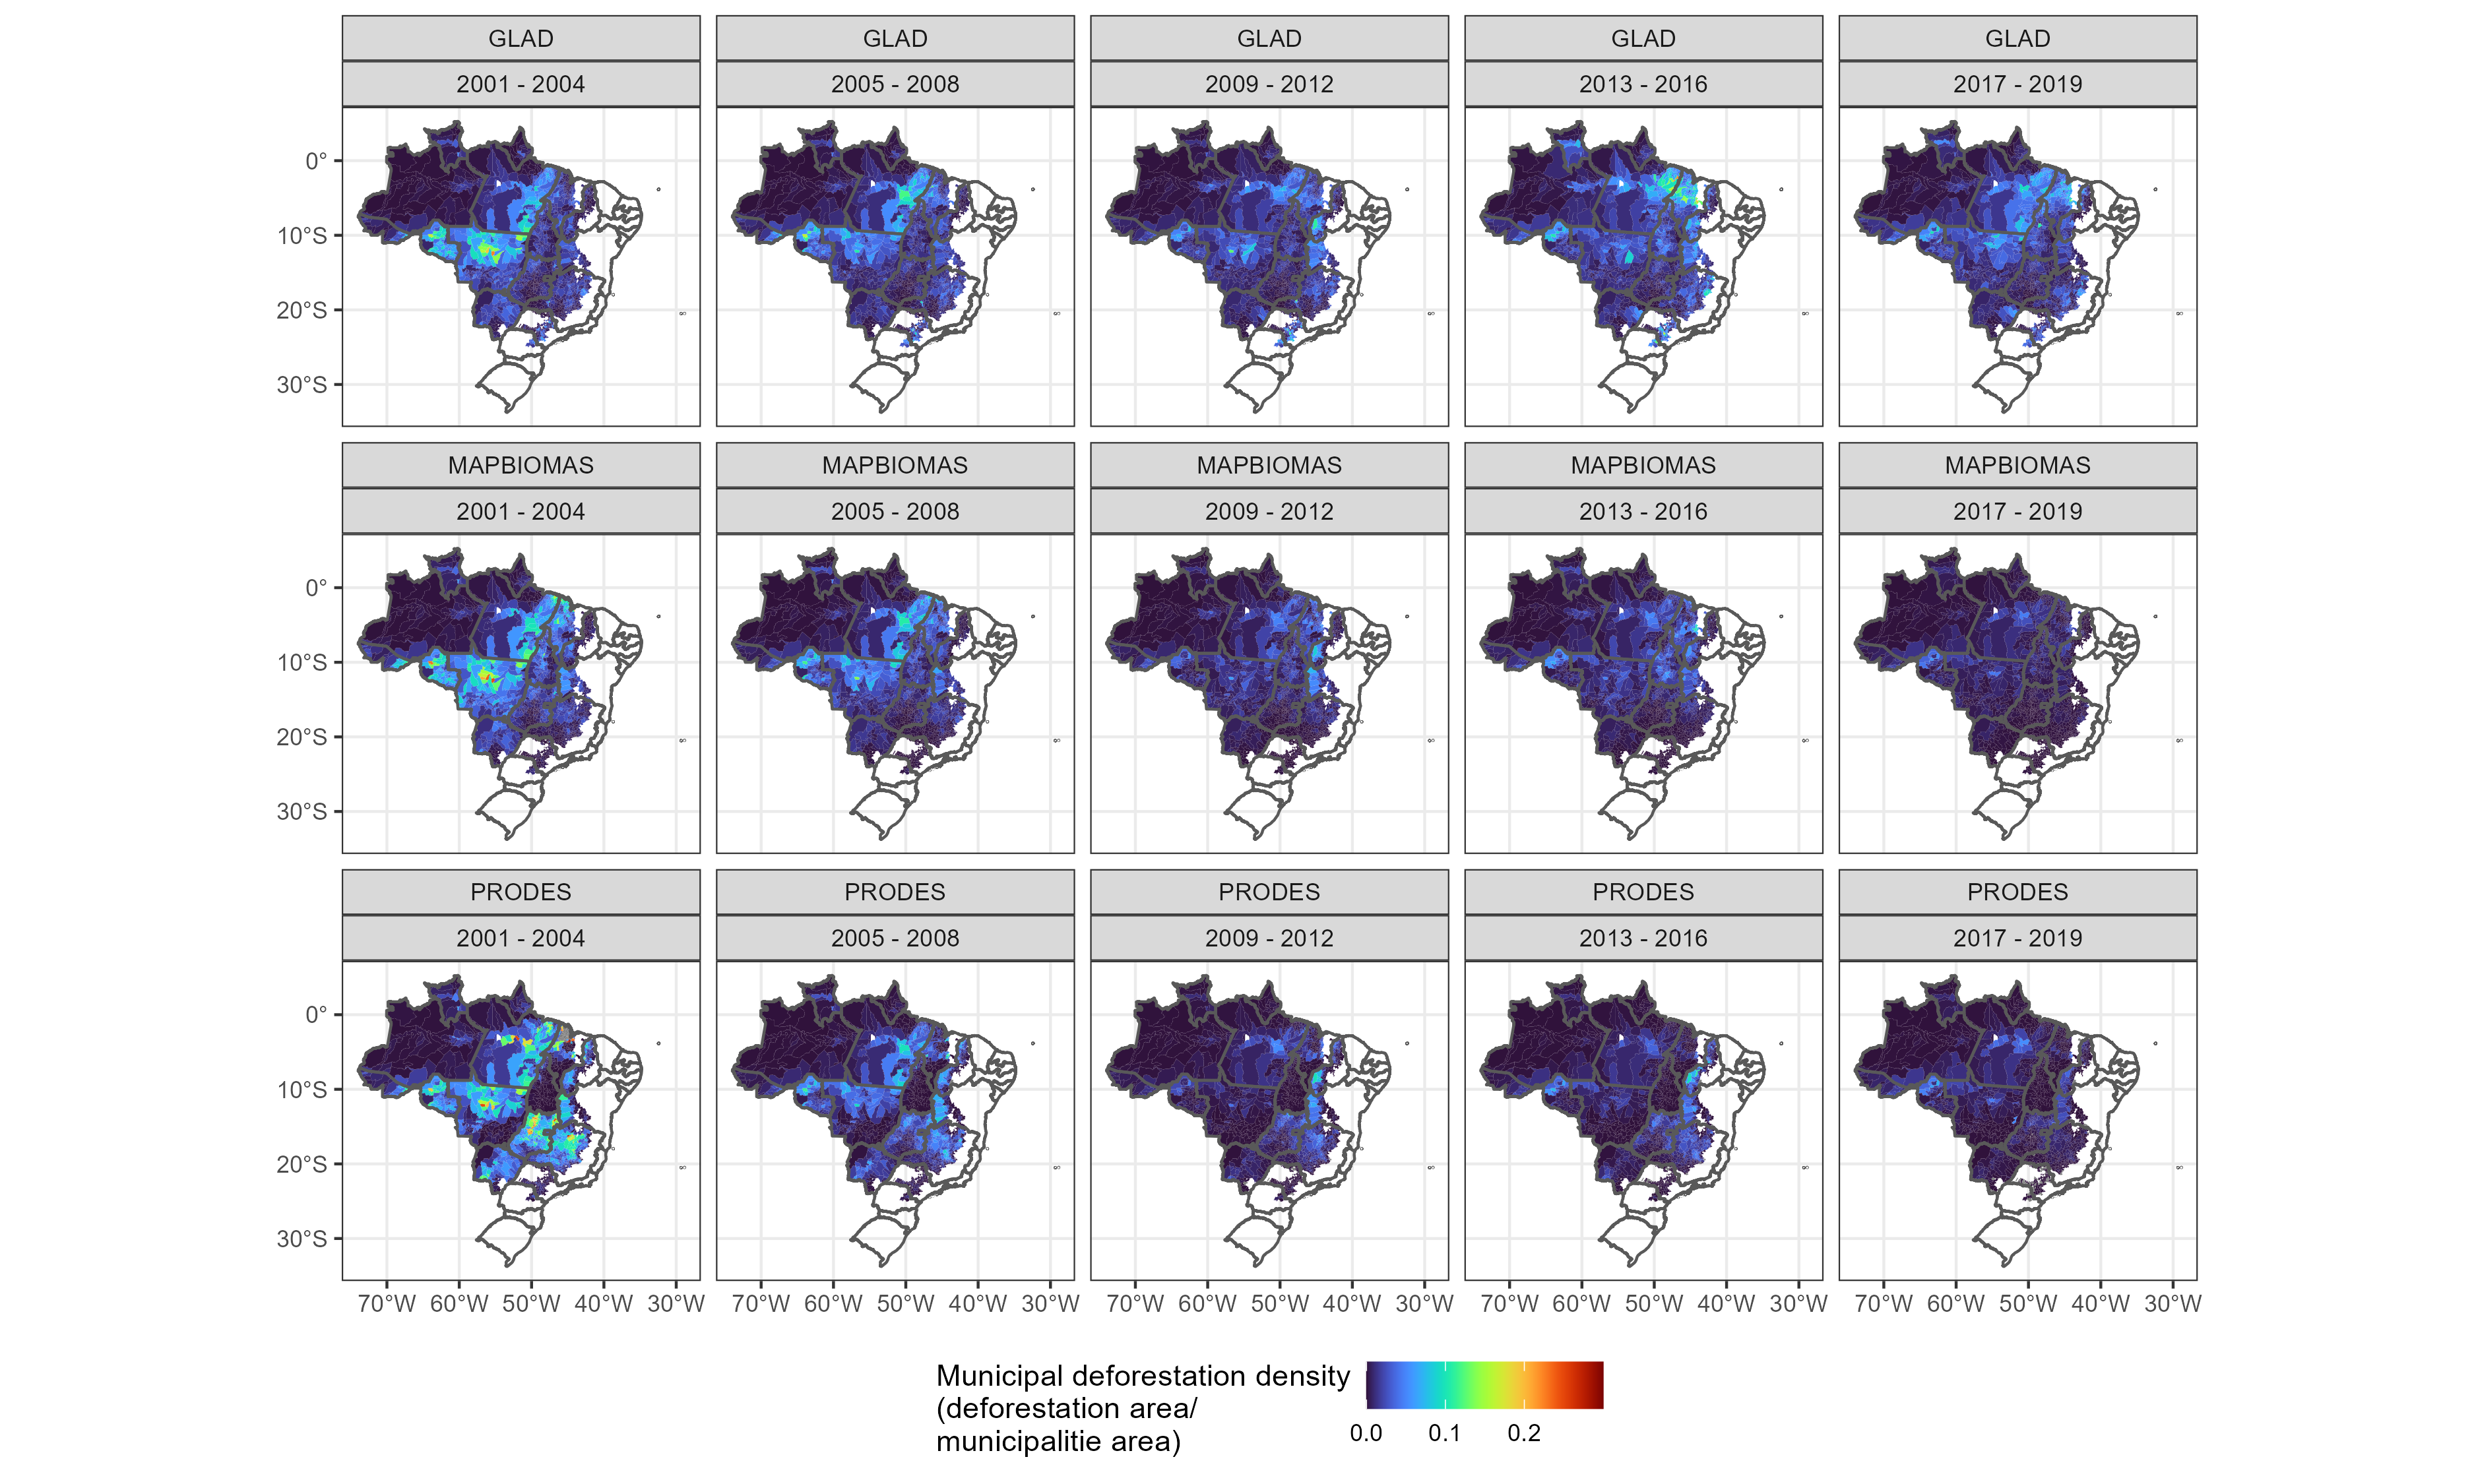 GLAD GLAD GLAD GLAD GLAD
2001 - 2004 2005 - 2008 2009 - 2012 2013 - 2016 2017 - 2019
0°
10°S
20°S
30°S
MAPBIOMAS MAPBIOMAS MAPBIOMAS MAPBIOMAS MAPBIOMAS
2001 - 2004 2005 - 2008 2009 - 2012 2013 - 2016 2017 - 2019
0°
10°S
20°S
30°S
PRODES PRODES PRODES PRODES PRODES
2001 - 2004 2005 - 2008 2009 - 2012 2013 - 2016 2017 - 2019
0°
10°S
20°S
30°S
70°W 60°W 50°W 40°W 30°W 70°W 60°W 50°W 40°W 30°W 70°W 60°W 50°W 40°W 30°W 70°W 60°W 50°W 40°W 30°W 70°W 60°W 50°W 40°W 30°W
Municipal deforestation density
(deforestation area/
municipalitie area)
0.0 0.1 0.2